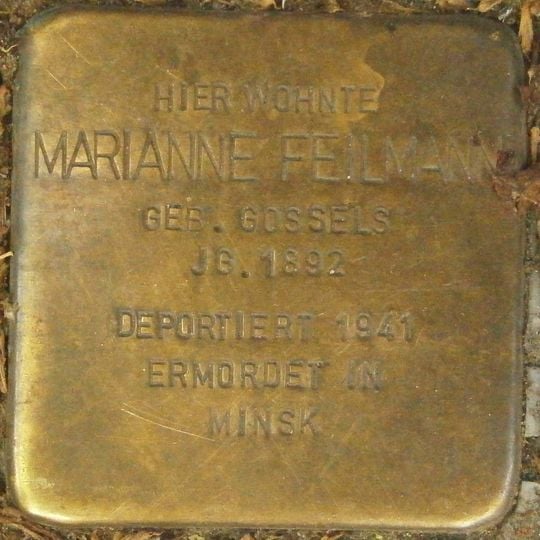 HIER WOHNTE
MARIANNE FEILMANN
GEB. GOSSELS
JG. 1892
DEPORTIERT 1941
ERMORDET IN
MINSK